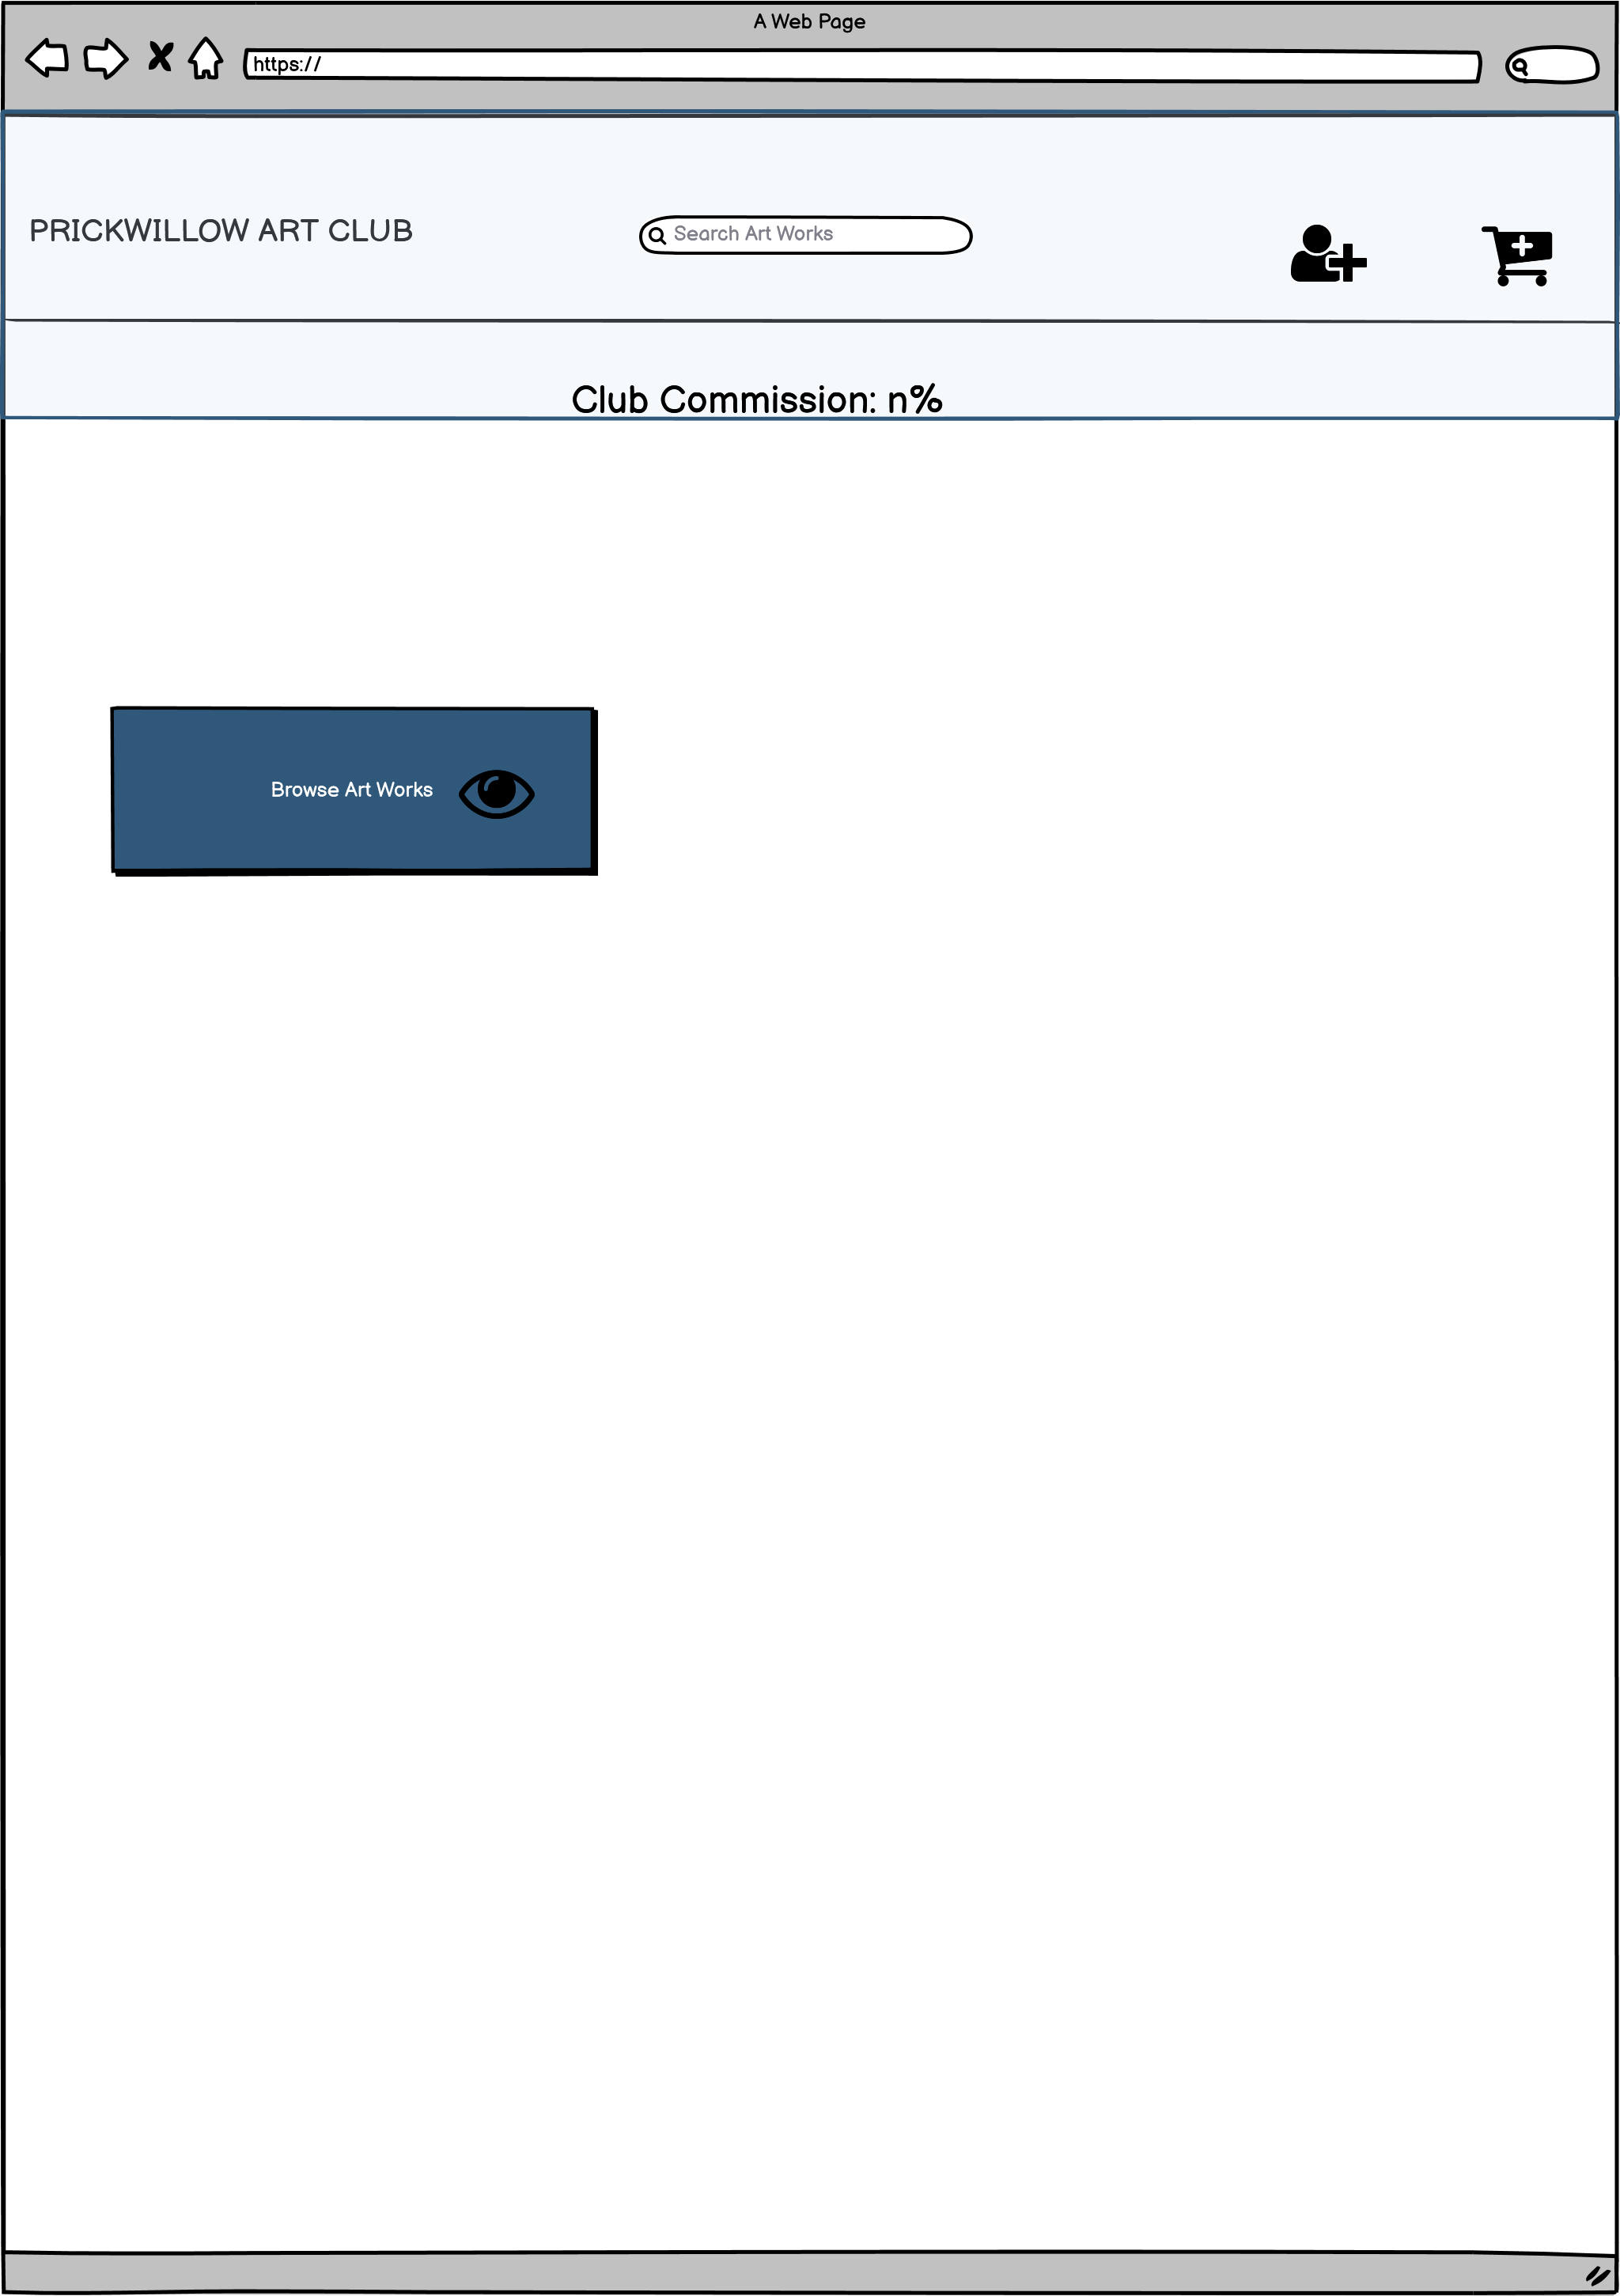 A Web Page
https://
PRICKWILLOW ART CLUB
Search Art Works
Club Commission: n%
Browse Art Works